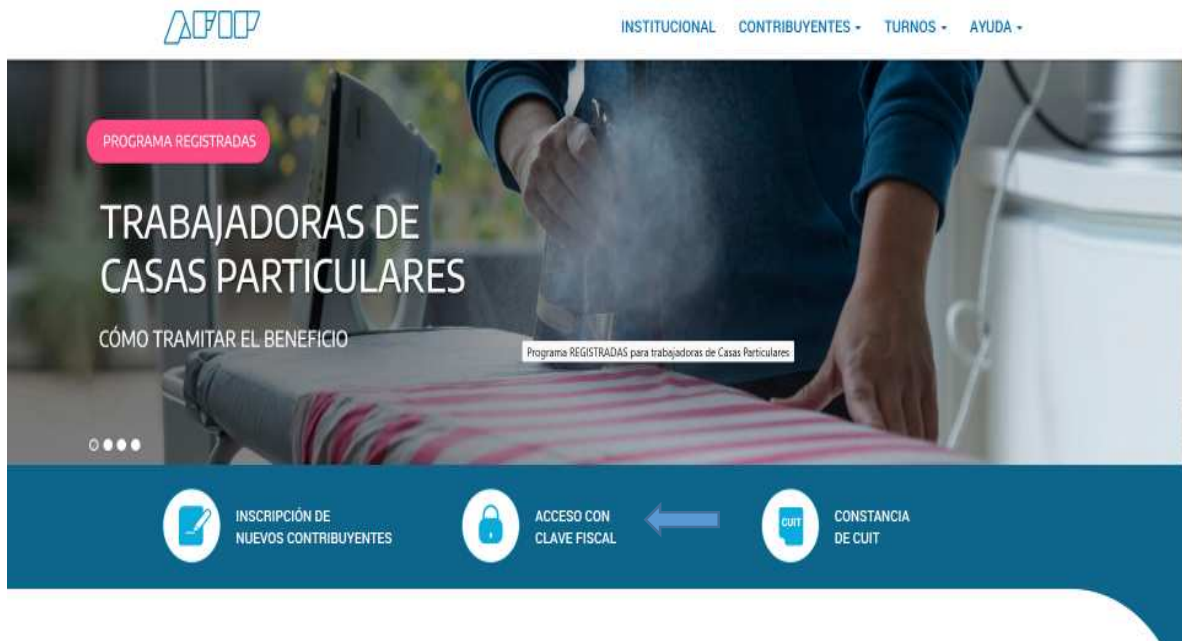 AFIP
INSTITUCIONAL CONTRIBUYENTES TURNOS AYUDA
PROGRAMA REGISTRADAS
TRABAJADORAS DE
CASAS PARTICULARES
CÓMO TRAMITAR EL BENEFICIO
Programa REGISTRADAS para trabajadoras de Casas Particulares
INSCRIPCIÓN DE
NUEVOS CONTRIBUYENTES
ACCESO CON
CLAVE FISCAL
CUIT
CONSTANCIA
DE CUIT